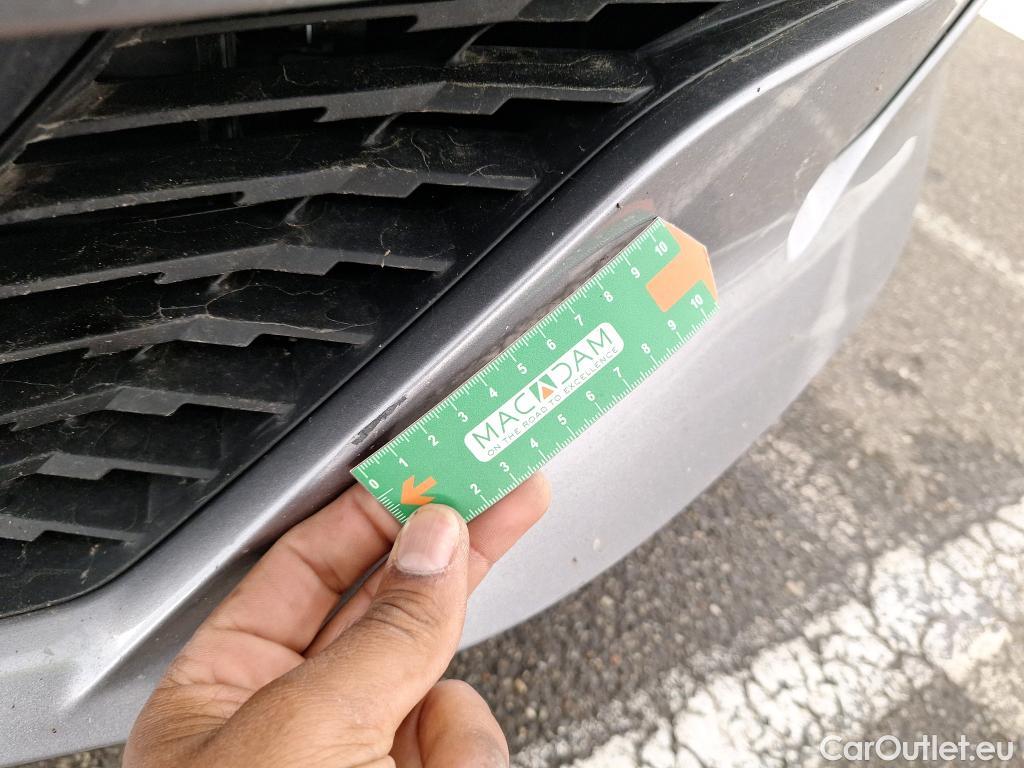 0 1 2 3 4 5 6 7 8 9 10
MACADAM
ON THE ROAD TO EXCELLENCE
2 3 4 5 6 7 8 9 10
CarOutlet.eu